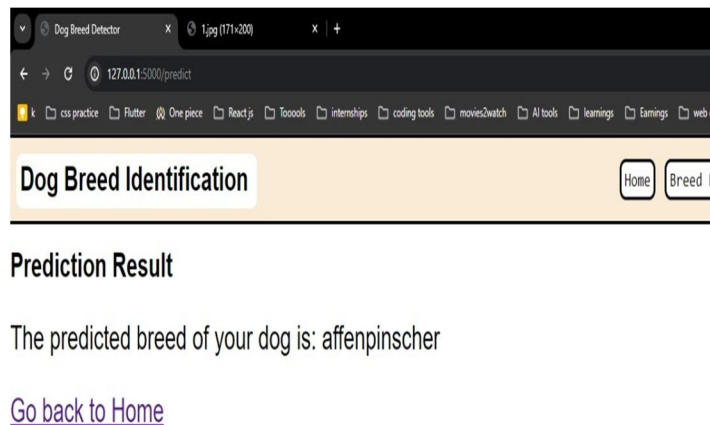 Dog Breed Detector
1.jpg (171×200)
127.0.0.1:5000/predict
k css practice Flutter One piece React js Tooools internships coding tools movies2watch AI tools learnings Earnings web
Dog Breed Identification
Home Breed
Prediction Result
The predicted breed of your dog is: affenpinscher
Go back to Home